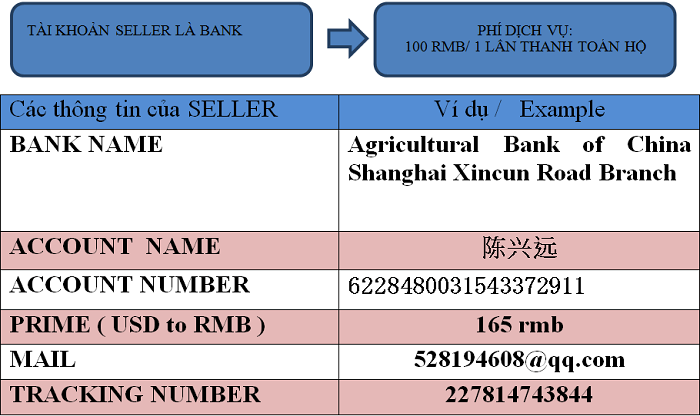 TÀI KHOẢN SELLER LÀ BANK
PHÍ DỊCH VỤ:
100 RMB/ 1 LẦN THANH TOÁN HỘ
Các thông tin của SELLER
Ví dụ / Example
BANK NAME
Agricultural Bank of China
Shanghai Xincun Road Branch
ACCOUNT NAME
陈兴远
ACCOUNT NUMBER
6228480031543372911
PRIME ( USD to RMB )
165 rmb
MAIL
528194608@qq.com
TRACKING NUMBER
227814743844